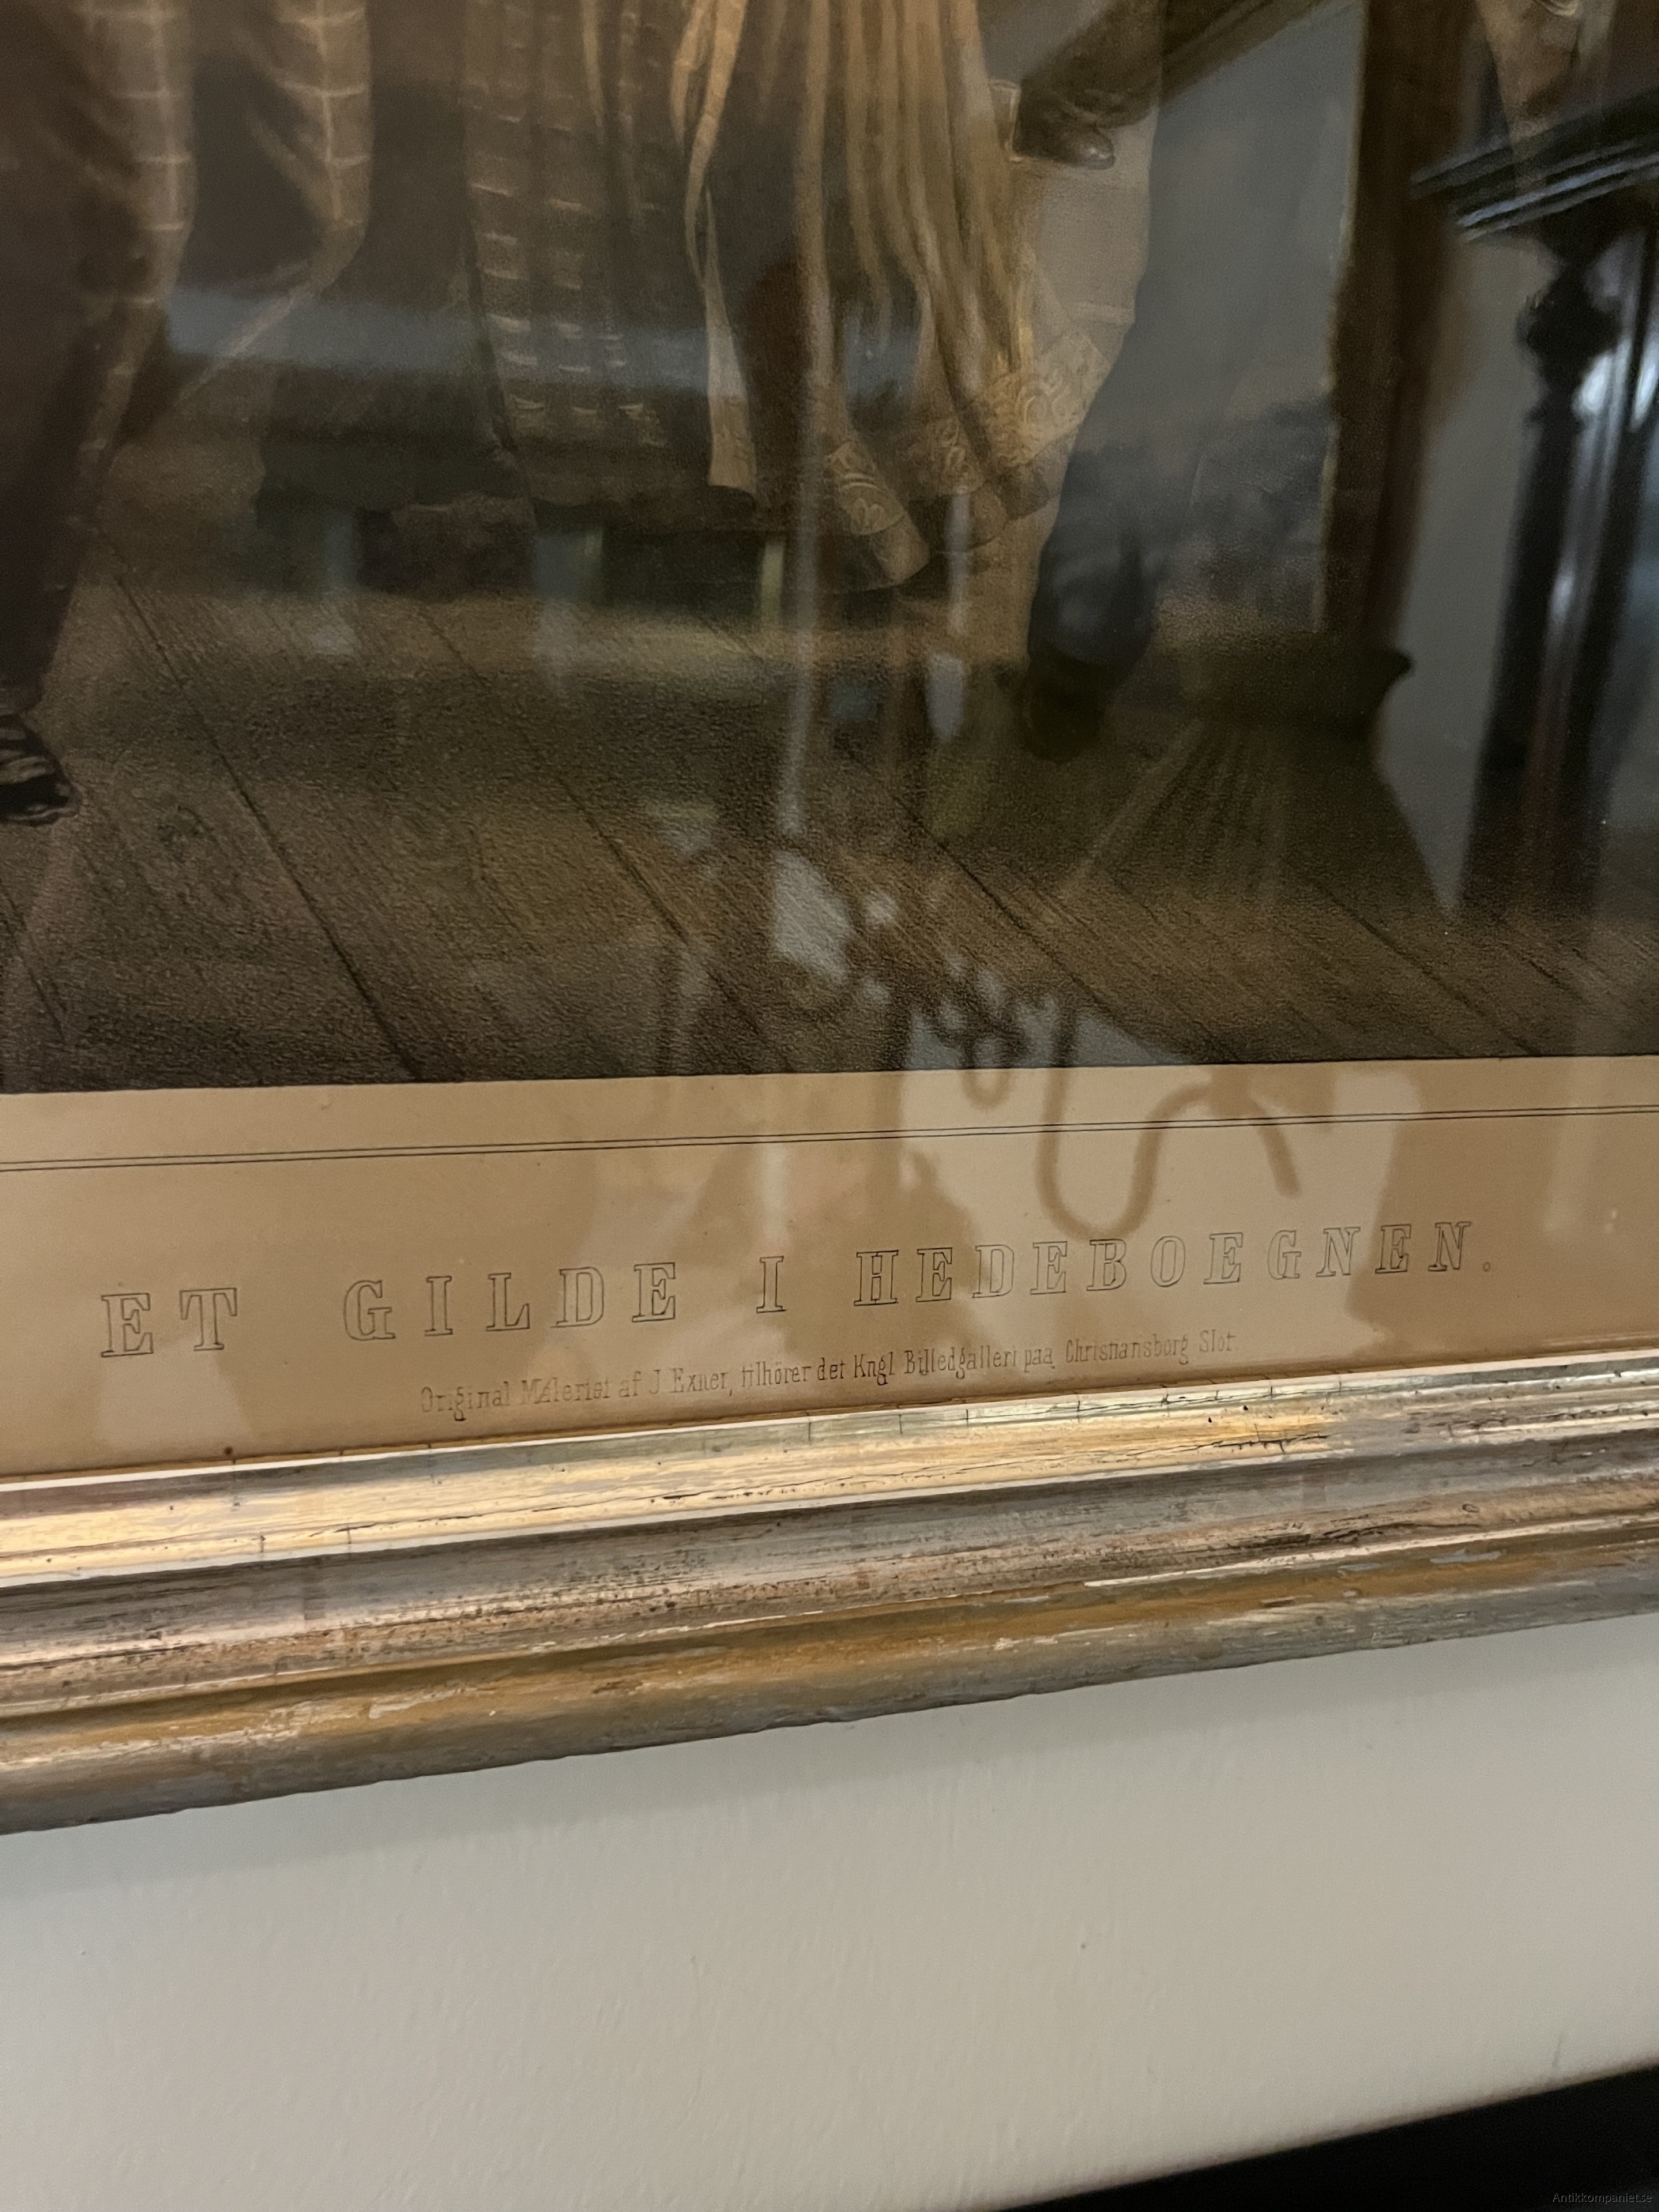 ET GILDE I HEDEBOEGNEN.
Original Maleriet af J Exner, tilhörer det Kngl Billedgalleri paa Christiansborg Slot.
Antikkompaniet.se